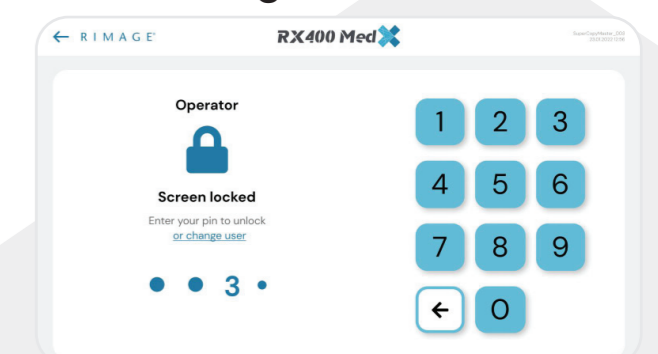 ← RIMAGE
RX400 Med
Operator
Screen locked
Enter your pin to unlock
or change user
3
1 2 3
4 5 6
7 8 9
← 0